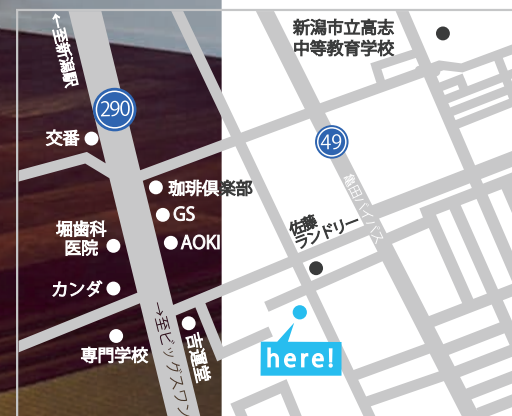 ←至新潟駅
新潟市立高志
中等教育学校
290
交番
49
亀田バイパス
珈琲倶楽部
GS
AOKI
堀歯科
医院
佐藤
ランドリー
カンダ
→至ビッグスワン
吉運堂
専門学校
here!